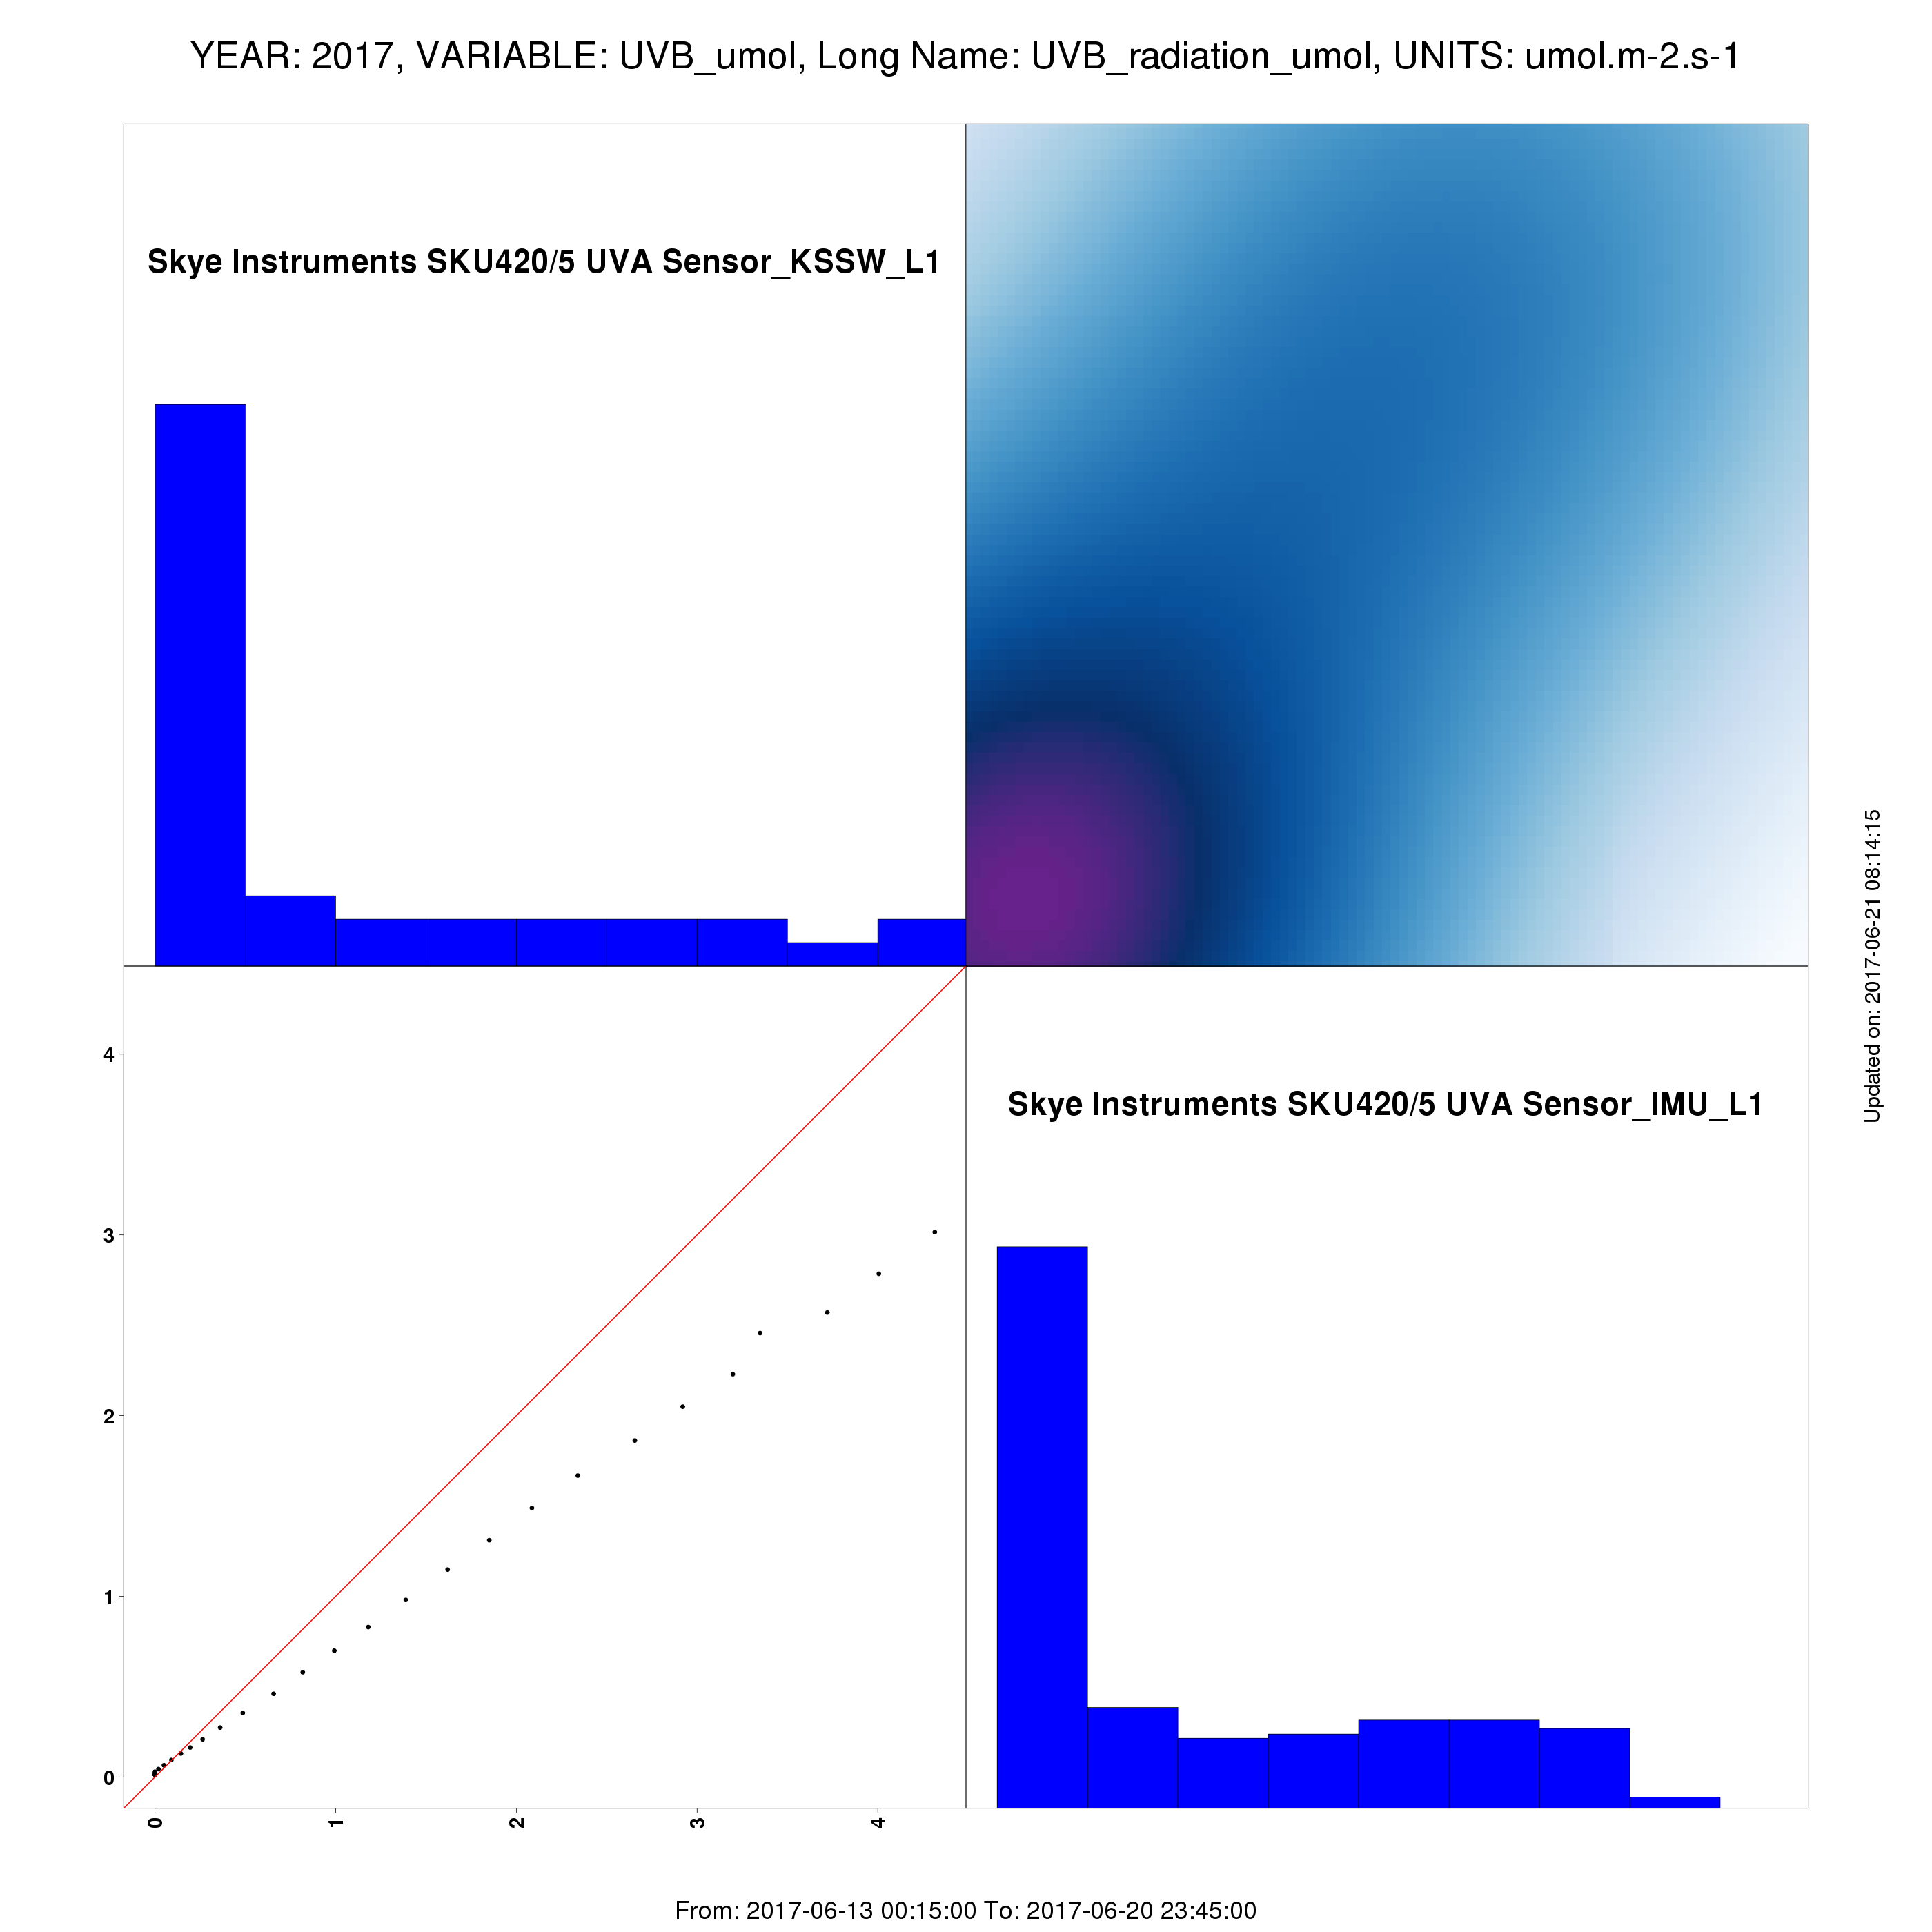 YEAR: 2017, VARIABLE: UVB_umol, Long Name: UVB_radiation_umol, UNITS: umol.m-2.s-1
Skye Instruments SKU420/5 UVA Sensor_KSSW_L1
Updated on: 2017-06-21 08:14:15
4
3
2
1
0
Skye Instruments SKU420/5 UVA Sensor_IMU_L1
0 1 2 3 4
From: 2017-06-13 00:15:00 To: 2017-06-20 23:45:00